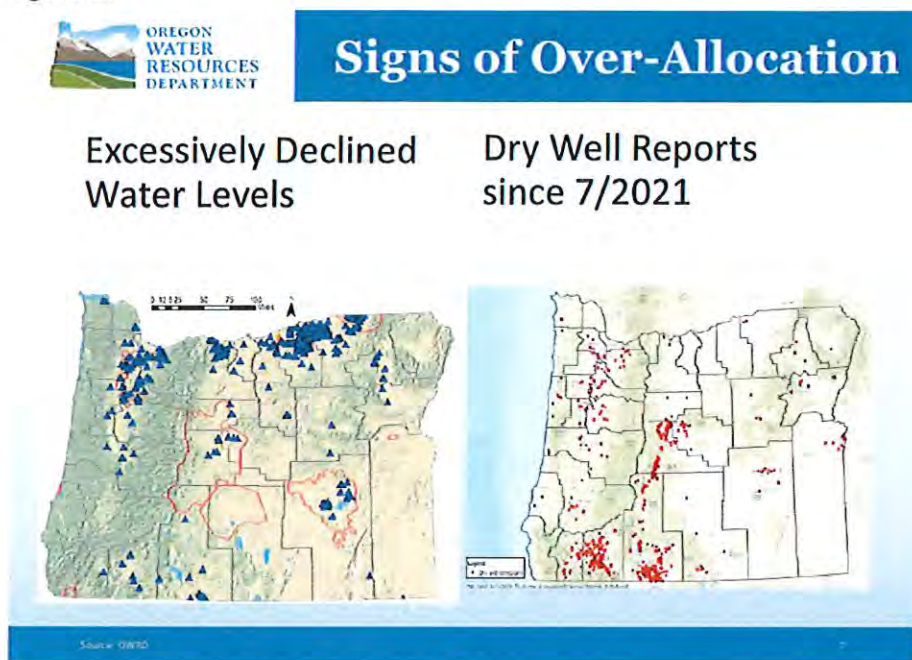 OREGON
WATER
RESOURCES
DEPARTMENT
Signs of Over-Allocation
Excessively Declined
Water Levels
Dry Well Reports
since 7/2021
Legend
Source: OWRD